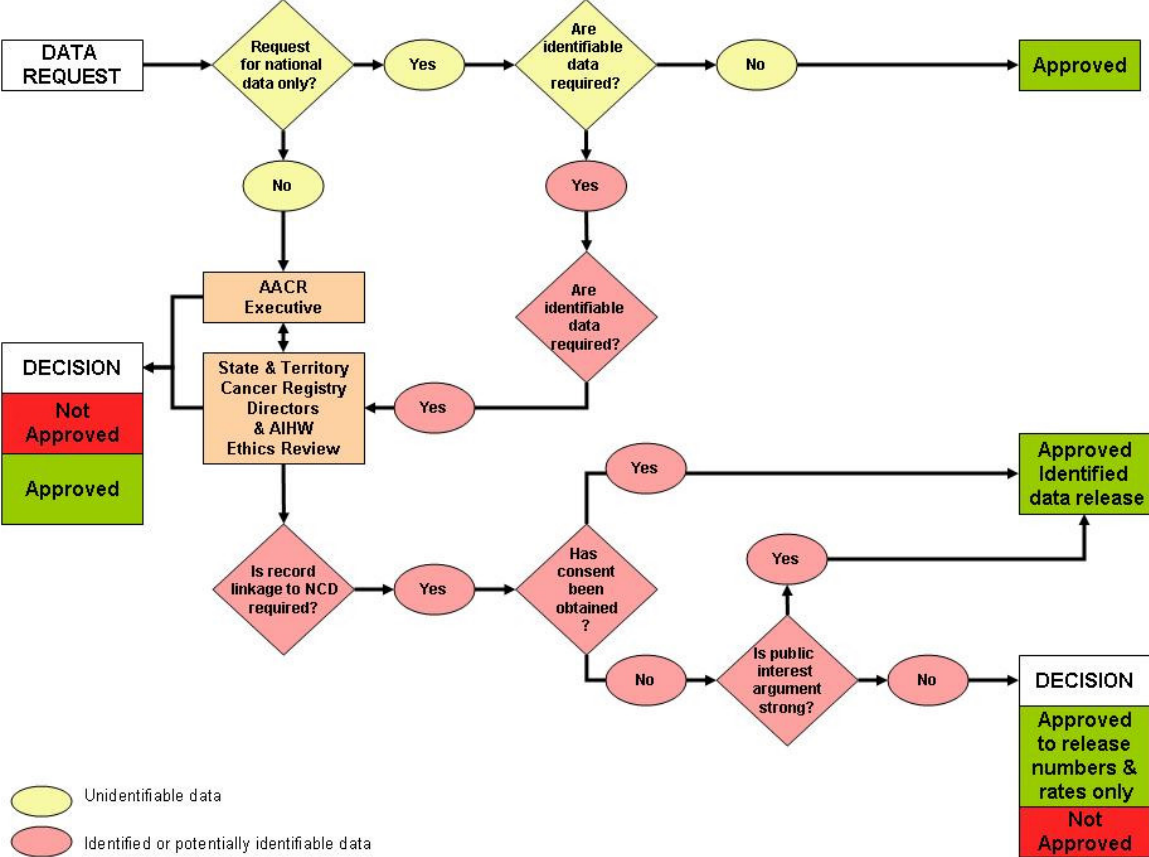 DATA
REQUEST
Request
for national
data only?
Yes
Are
identifiable
data
required?
No
Approved
No
Yes
AACR
Executive
Are
identifiable
data
required?
DECISION
Not
Approved
Approved
State & Territory
Cancer Registry
Directors
& AIHW
Ethics Review
Yes
Yes
Approved
Identified
data release
Is record
linkage to NCD
required?
Yes
Has
consent
been
obtained
?
Yes
No
Is public
interest
argument
strong?
No
DECISION
Approved
to release
numbers &
rates only
Not
Approved
Unidentifiable data
Identified or potentially identifiable data